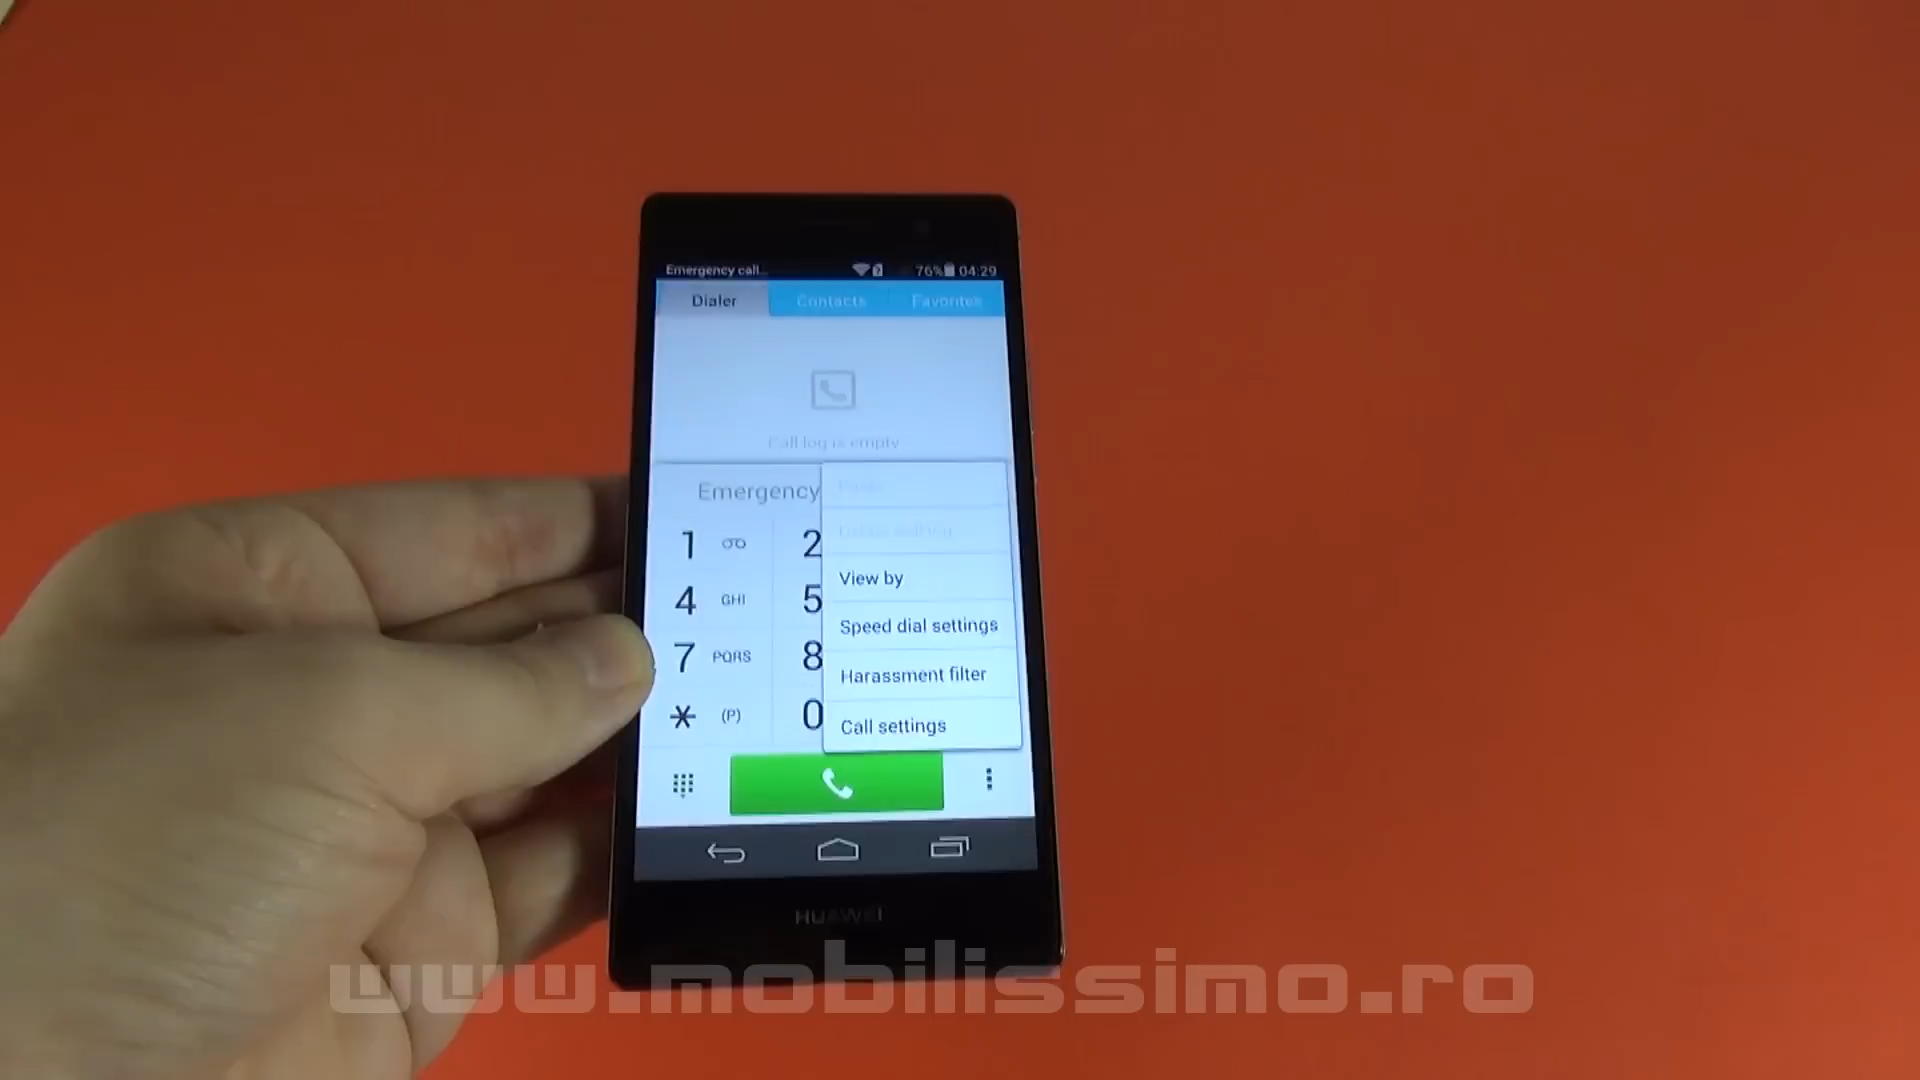 Emergency call... 76% 04:29
Dialer Contacts Favorites
Call log is empty
Emergency
1 2
4 GHI 5
View by
Speed dial settings
7 PQRS 8
Harassment filter
* (P) 0
Call settings
HUAWEI
www.mobilissimo.ro